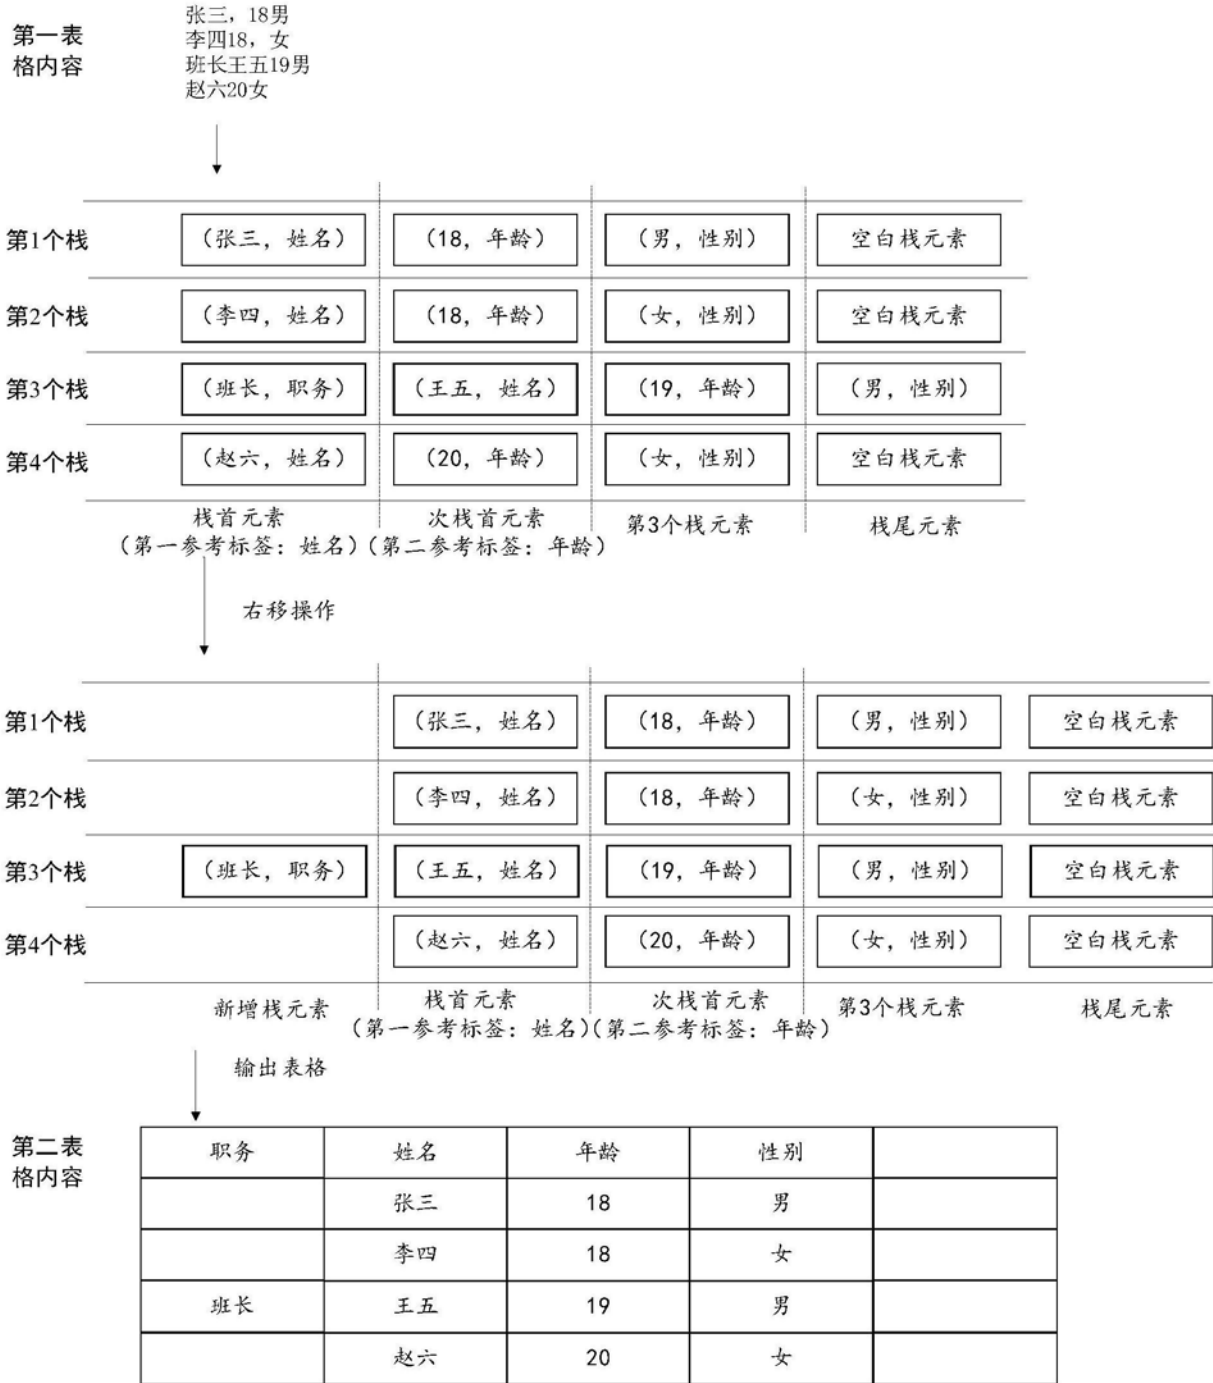 第一表
格内容
张三，18男
李四18，女
班长王五19男
赵六20女
第1个栈 （张三，姓名） （18，年龄） （男，性别） 空白栈元素
第2个栈 （李四，姓名） （18，年龄） （女，性别） 空白栈元素
第3个栈 （班长，职务） （王五，姓名） （19，年龄） （男，性别）
第4个栈 （赵六，姓名） （20，年龄） （女，性别） 空白栈元素
栈首元素 次栈首元素 第3个栈元素 栈尾元素
（第一参考标签：姓名）（第二参考标签：年龄）
右移操作
第1个栈 （张三，姓名） （18，年龄） （男，性别） 空白栈元素
第2个栈 （李四，姓名） （18，年龄） （女，性别） 空白栈元素
第3个栈 （班长，职务） （王五，姓名） （19，年龄） （男，性别） 空白栈元素
第4个栈 （赵六，姓名） （20，年龄） （女，性别） 空白栈元素
新增栈元素 栈首元素 次栈首元素 第3个栈元素 栈尾元素
（第一参考标签：姓名）（第二参考标签：年龄）
输出表格
第二表
格内容
职务 姓名 年龄 性别
张三 18 男
李四 18 女
班长 王五 19 男
赵六 20 女